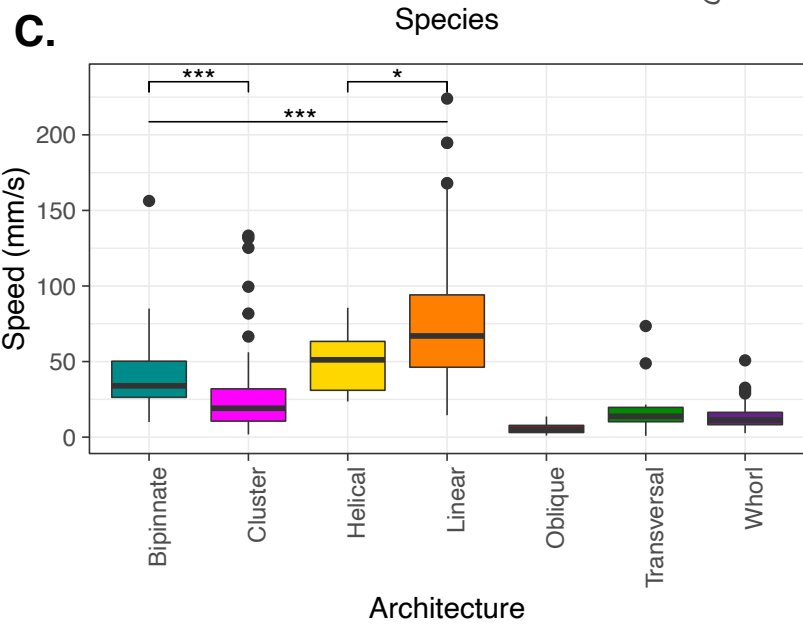 Species
C.
***
*
***
Speed (mm/s)
200
150
100
50
0
Bipinnate
Cluster
Helical
Linear
Oblique
Transversal
Whorl
Architecture